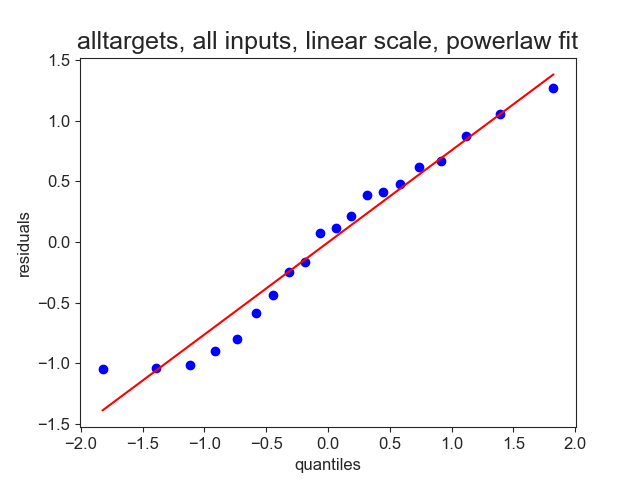 alltargets, all inputs, linear scale, powerlaw fit
1.5
1.0
0.5
0.0
−0.5
−1.0
−1.5
residuals
−2.0 −1.5 −1.0 −0.5 0.0 0.5 1.0 1.5 2.0
quantiles